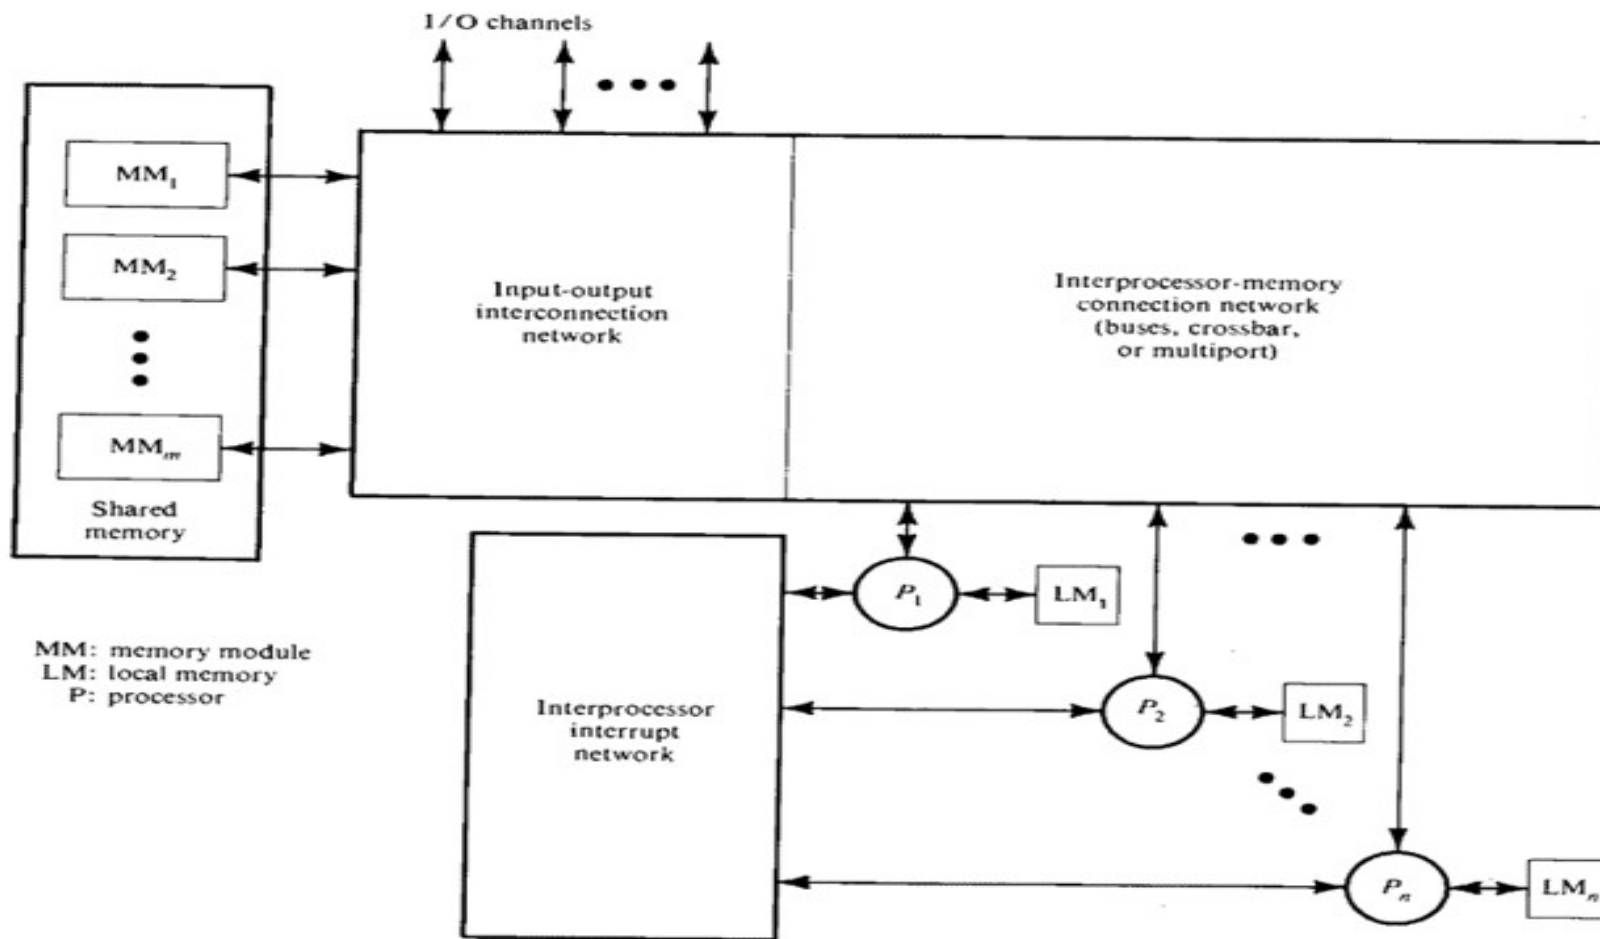 I/O channels
MM₁
MM₂
MMₘ
Shared
memory
Input-output
interconnection
network
Interprocessor-memory
connection network
(buses, crossbar,
or multiport)
P₁
LM₁
P₂
LM₂
Pₙ
LMₙ
Interprocessor
interrupt
network
MM: memory module
LM: local memory
P: processor